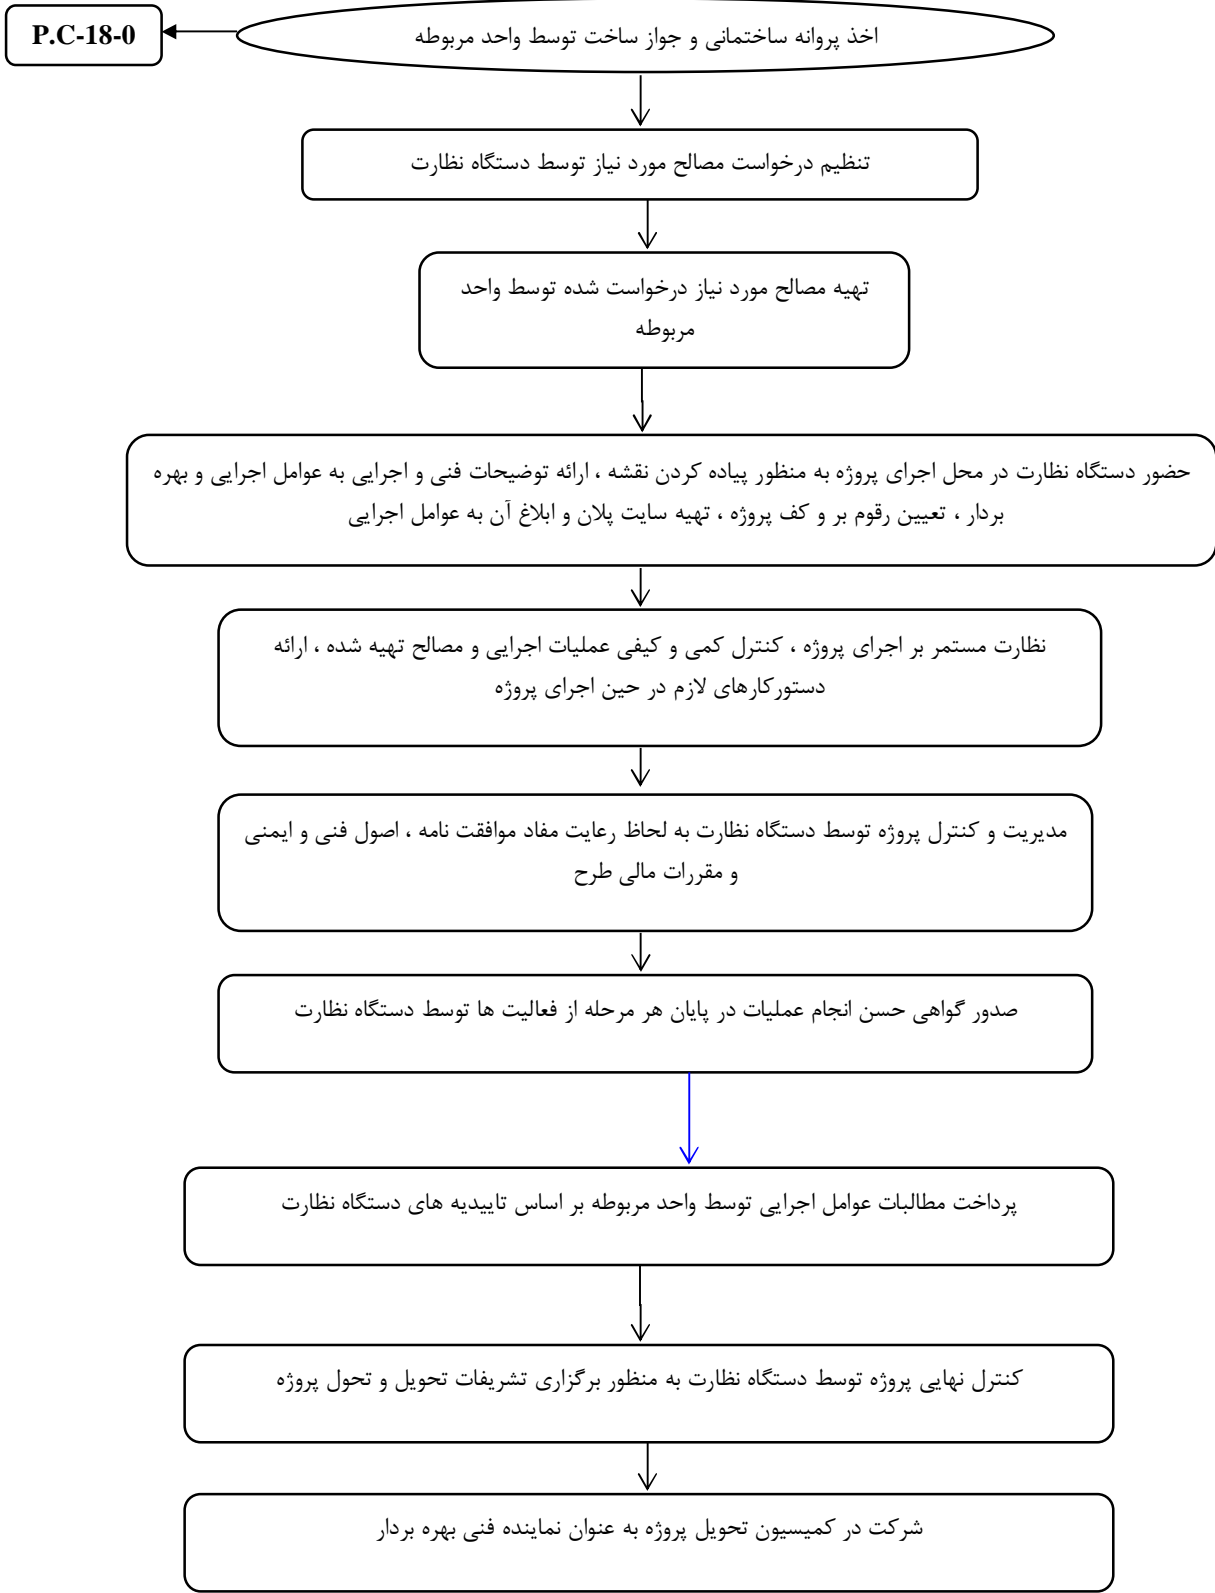 P.C-18-0
اخذ پروانه ساختمانی و جواز ساخت توسط واحد مربوطه
تنظیم درخواست مصالح مورد نیاز توسط دستگاه نظارت
تهیه مصالح مورد نیاز درخواست شده توسط واحد
مربوطه
حضور دستگاه نظارت در محل اجرای پروژه به منظور پیاده کردن نقشه ، ارائه توضیحات فنی و اجرایی به عوامل اجرایی و بهره
بردار ، تعیین رقوم بر و کف پروژه ، تهیه سایت پلان و ابلاغ آن به عوامل اجرایی
نظارت مستمر بر اجرای پروژه ، کنترل کمی و کیفی عملیات اجرایی و مصالح تهیه شده ، ارائه
دستورکارهای لازم در حین اجرای پروژه
مدیریت و کنترل پروژه توسط دستگاه نظارت به لحاظ رعایت مفاد موافقت نامه ، اصول فنی و ایمنی
و مقررات مالی طرح
صدور گواهی حسن انجام عملیات در پایان هر مرحله از فعالیت ها توسط دستگاه نظارت
پرداخت مطالبات عوامل اجرایی توسط واحد مربوطه بر اساس تاییدیه های دستگاه نظارت
کنترل نهایی پروژه توسط دستگاه نظارت به منظور برگزاری تشریفات تحویل و تحول پروژه
شرکت در کمیسیون تحویل پروژه به عنوان نماینده فنی بهره بردار